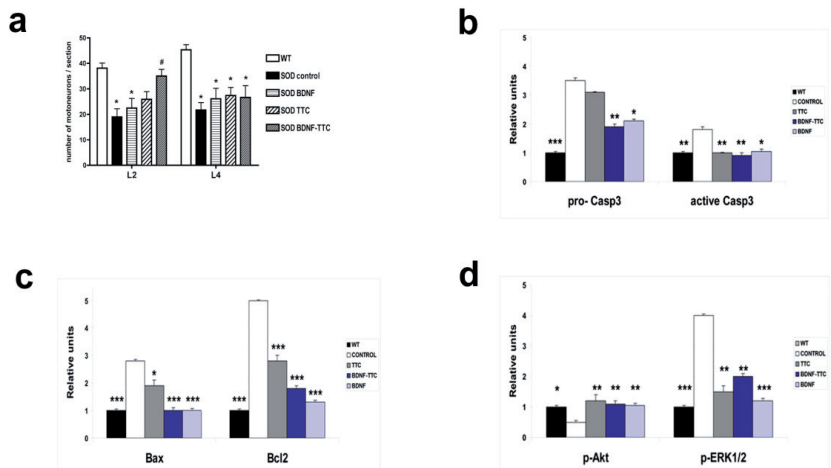 a
number of motoneurons / section
50
40
30
20
10
0
* * #
* * * *
L2 L4
WT
SOD control
SOD BDNF
SOD TTC
SOD BDNF-TTC
b
Relative units
5
4
3
2
1
0
*** ** * ** ** ** *
pro- Casp3 active Casp3
WT
CONTROL
TTC
BDNF-TTC
BDNF
c
Relative units
5
4
3
2
1
0
*** * *** *** *** *** *** ***
Bax Bcl2
WT
CONTROL
TTC
BDNF-TTC
BDNF
d
Relative units
5
4
3
2
1
0
* ** ** ** *** ** ** ***
p-Akt p-ERK1/2
WT
CONTROL
TTC
BDNF-TTC
BDNF